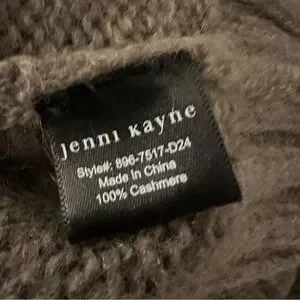 jenni kayne
Style#: 896-7517-D24
Made in China
100% Cashmere